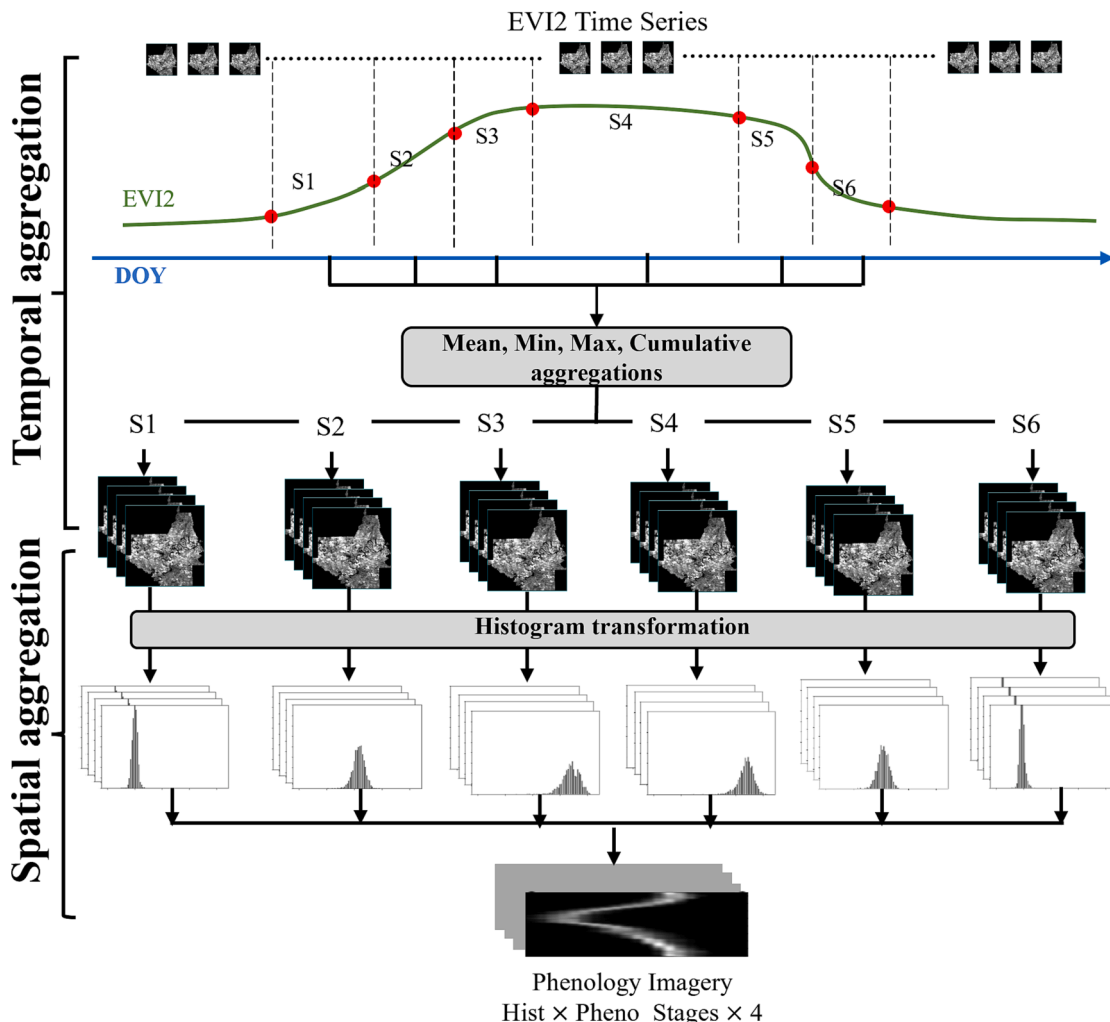 EVI2 Time Series
Temporal aggregation
S1
S2
S3
S4
S5
S6
EVI2
DOY
Mean, Min, Max, Cumulative
aggregations
S1
S2
S3
S4
S5
S6
Spatial aggregation
Histogram transformation
Phenology Imagery
Hist × Pheno_Stages × 4